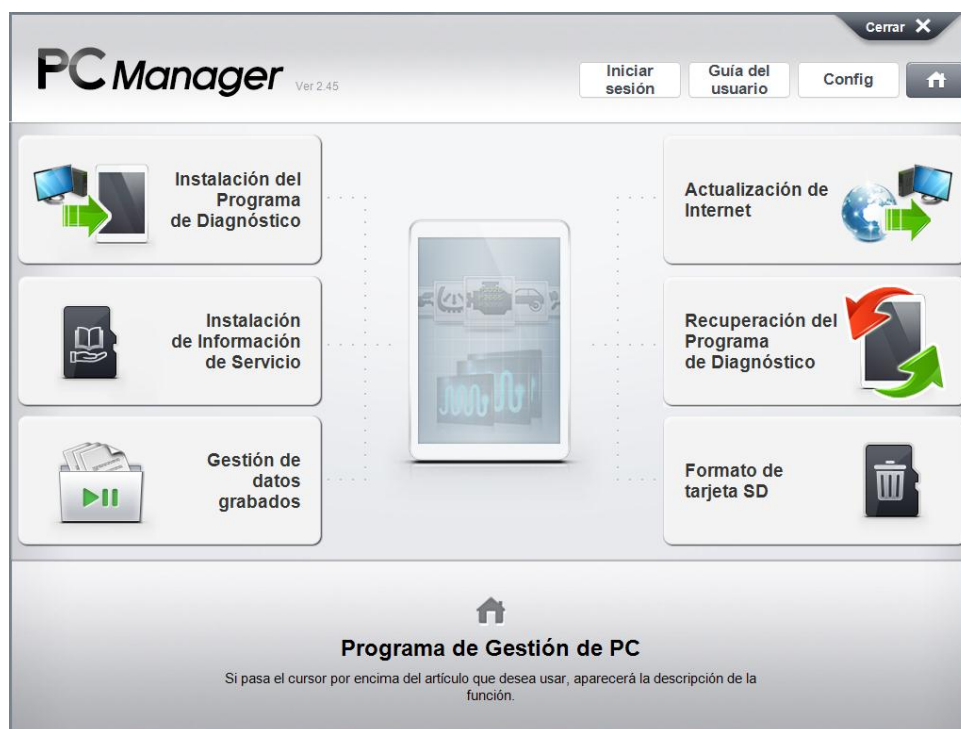 Cerrar
PC Manager Ver 2.45
Iniciar
sesión
Guía del
usuario
Config
Instalación del
Programa
de Diagnóstico
Actualización de
Internet
Instalación
de Información
de Servicio
Recuperación del
Programa
de Diagnóstico
Gestión de
datos
grabados
Formato de
tarjeta SD
Programa de Gestión de PC
Si pasa el cursor por encima del artículo que desea usar, aparecerá la descripción de la
función.